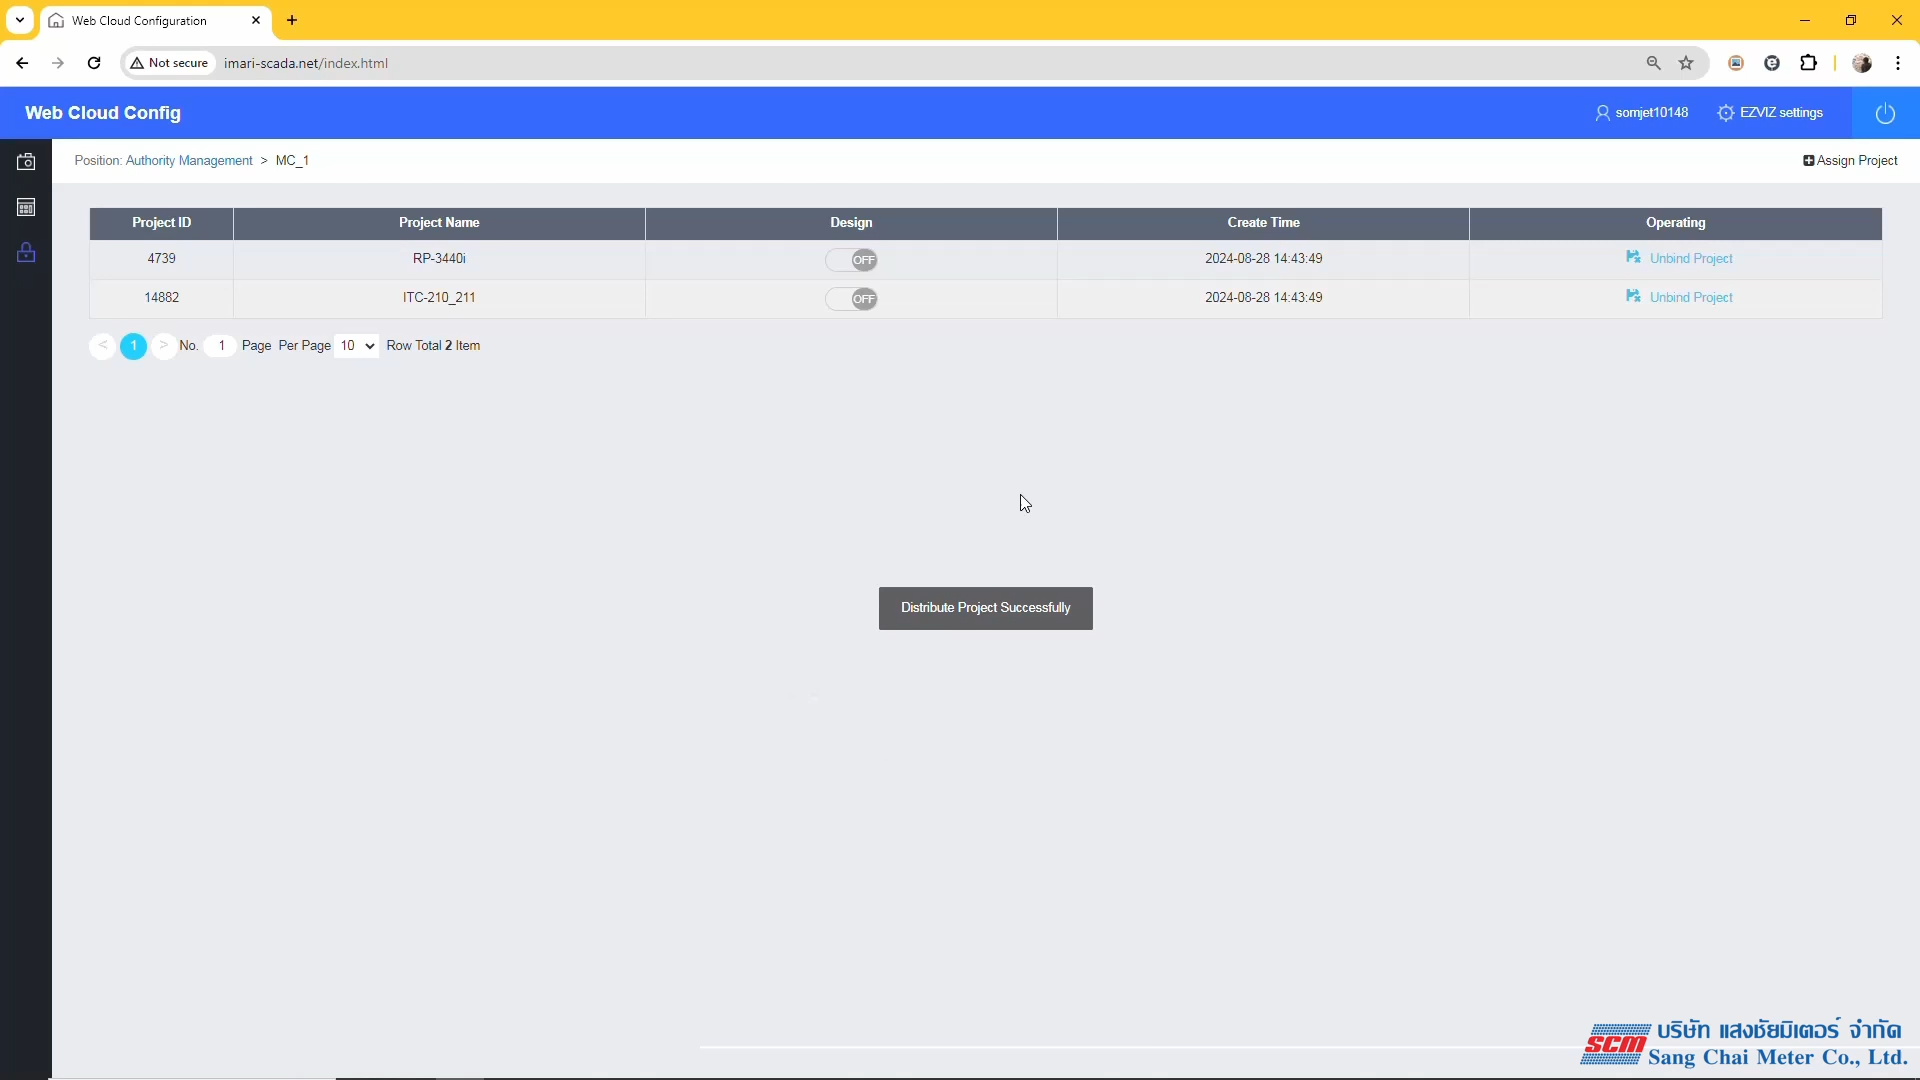 Web Cloud Configuration
Not secure imari-scada.net/index.html
Web Cloud Config somjet10148 EZVIZ settings
Position: Authority Management > MC_1 Assign Project
Project ID Project Name Design Create Time Operating
4739 RP-3440i OFF 2024-08-28 14:43:49 Unbind Project
14882 ITC-210_211 OFF 2024-08-28 14:43:49 Unbind Project
< 1 > No. 1 Page Per Page 10 Row Total 2 Item
Distribute Project Successfully
บริษัท แสงชัยมิเตอร์ จำกัด
SCM Sang Chai Meter Co., Ltd.